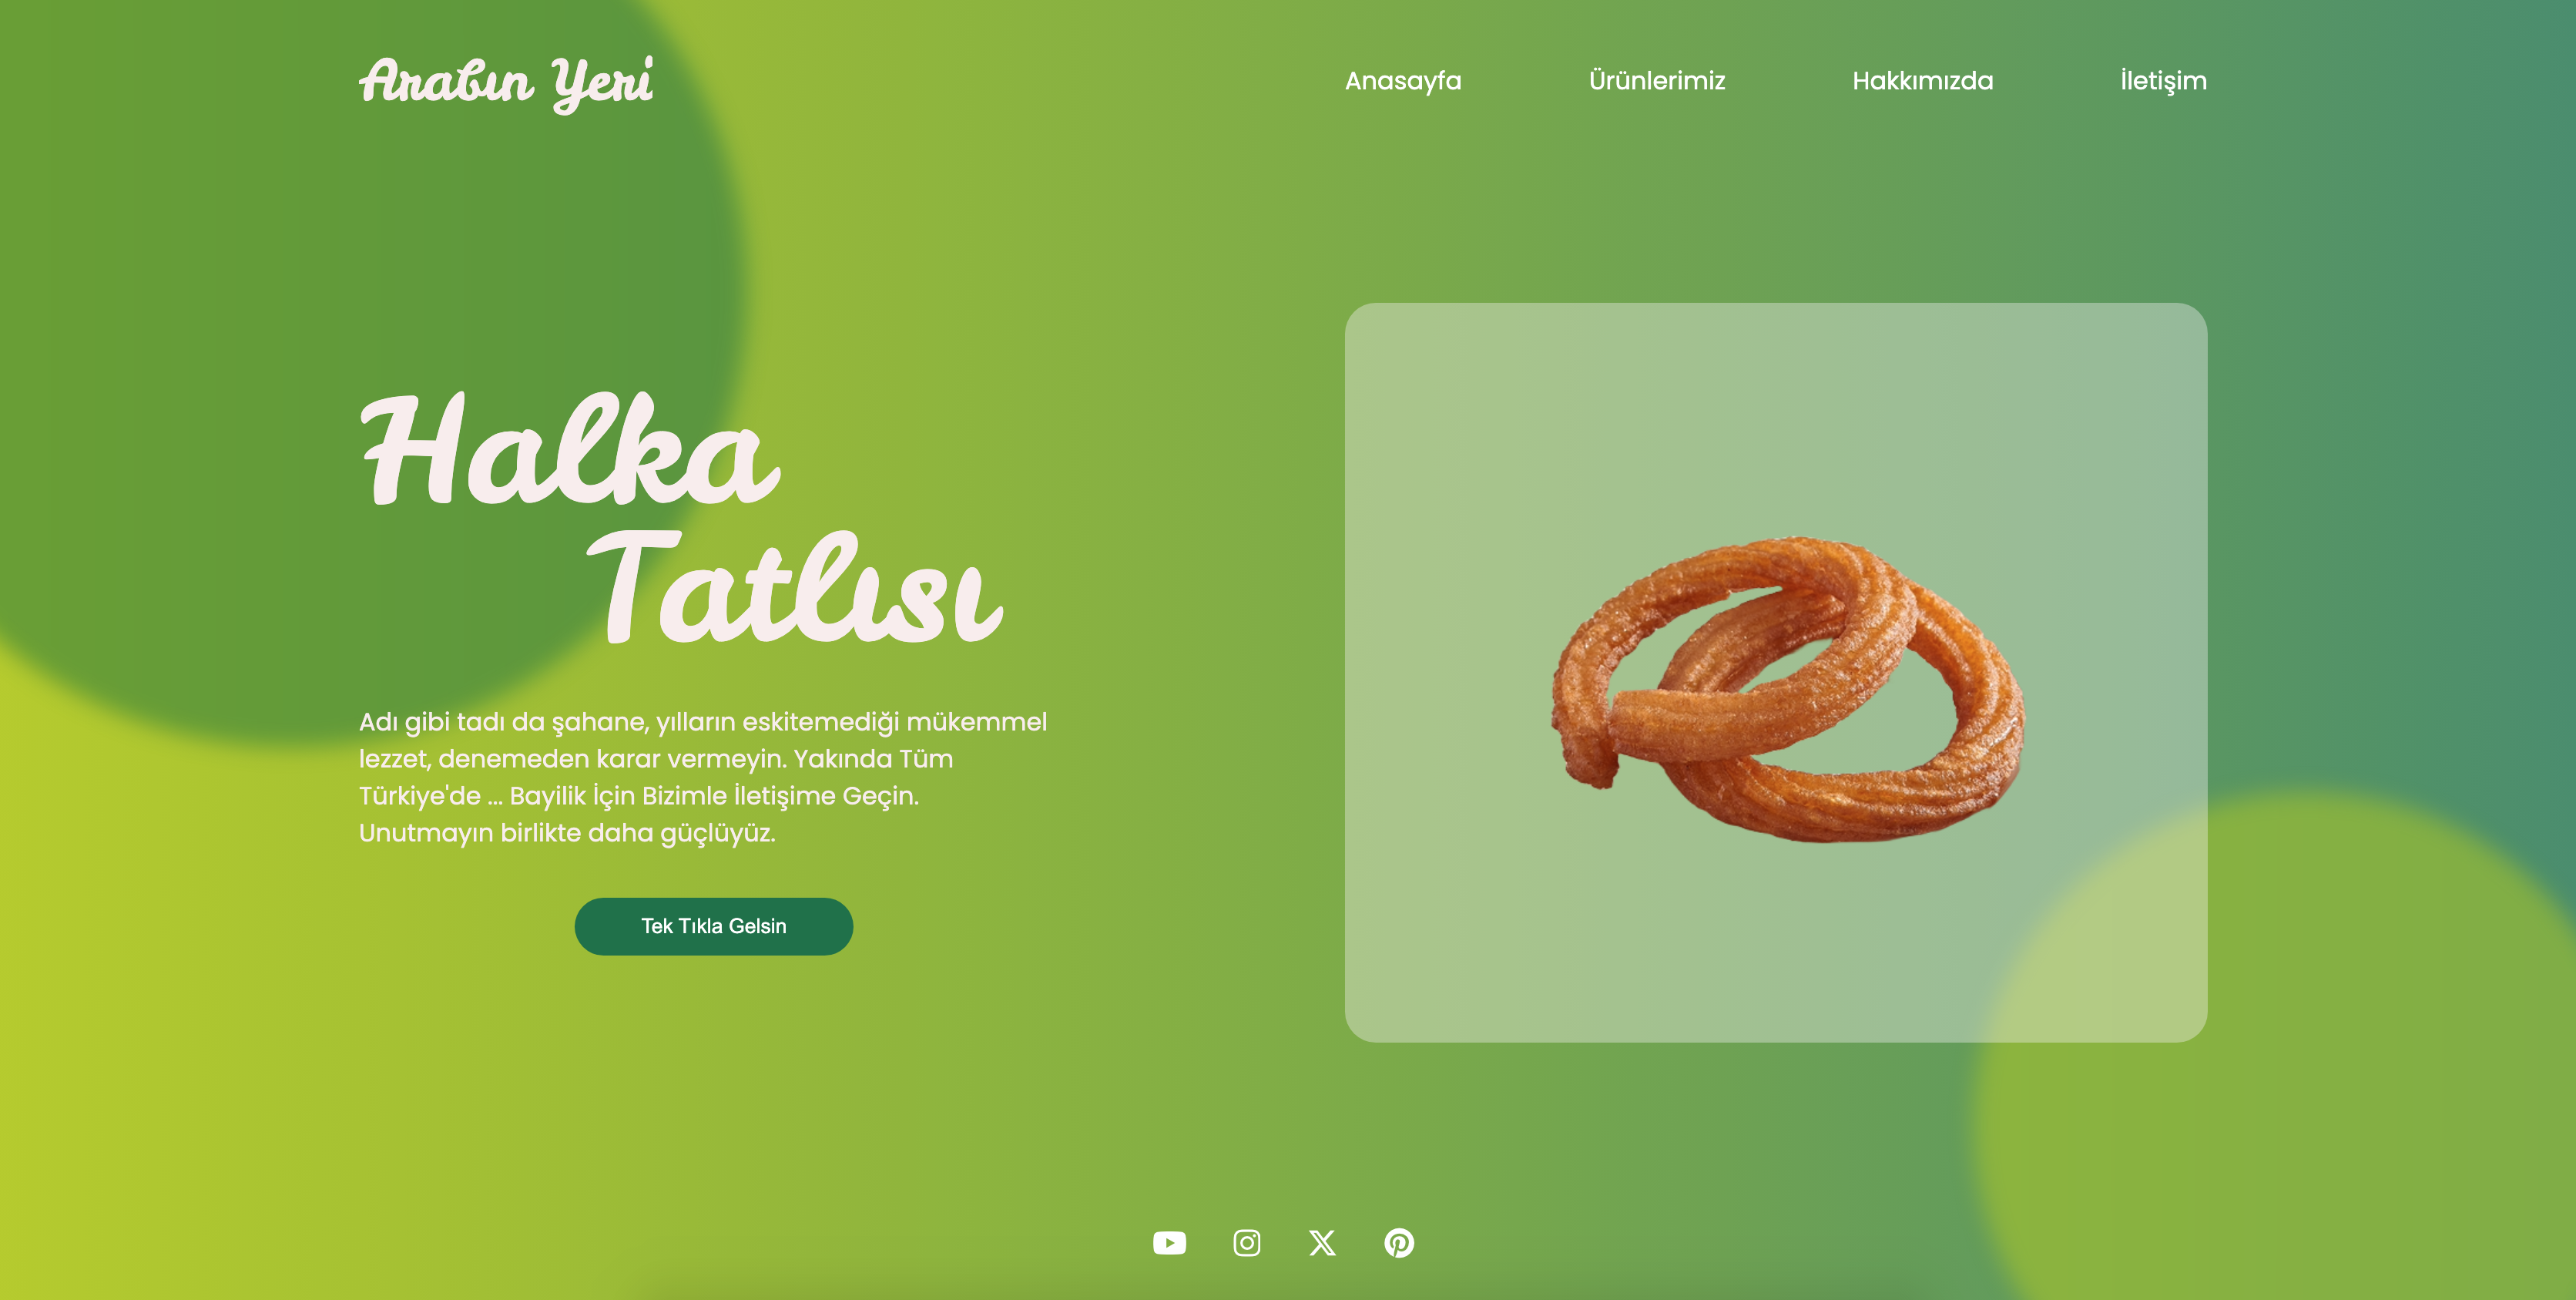 Arabın Yeri
Anasayfa Ürünlerimiz Hakkımızda İletişim
Halka
Tatlısı
Adı gibi tadı da şahane, yılların eskitemediği mükemmel
lezzet, denemeden karar vermeyin. Yakında Tüm
Türkiye'de ... Bayilik İçin Bizimle İletişime Geçin.
Unutmayın birlikte daha güçlüyüz.
Tek Tıkla Gelsin